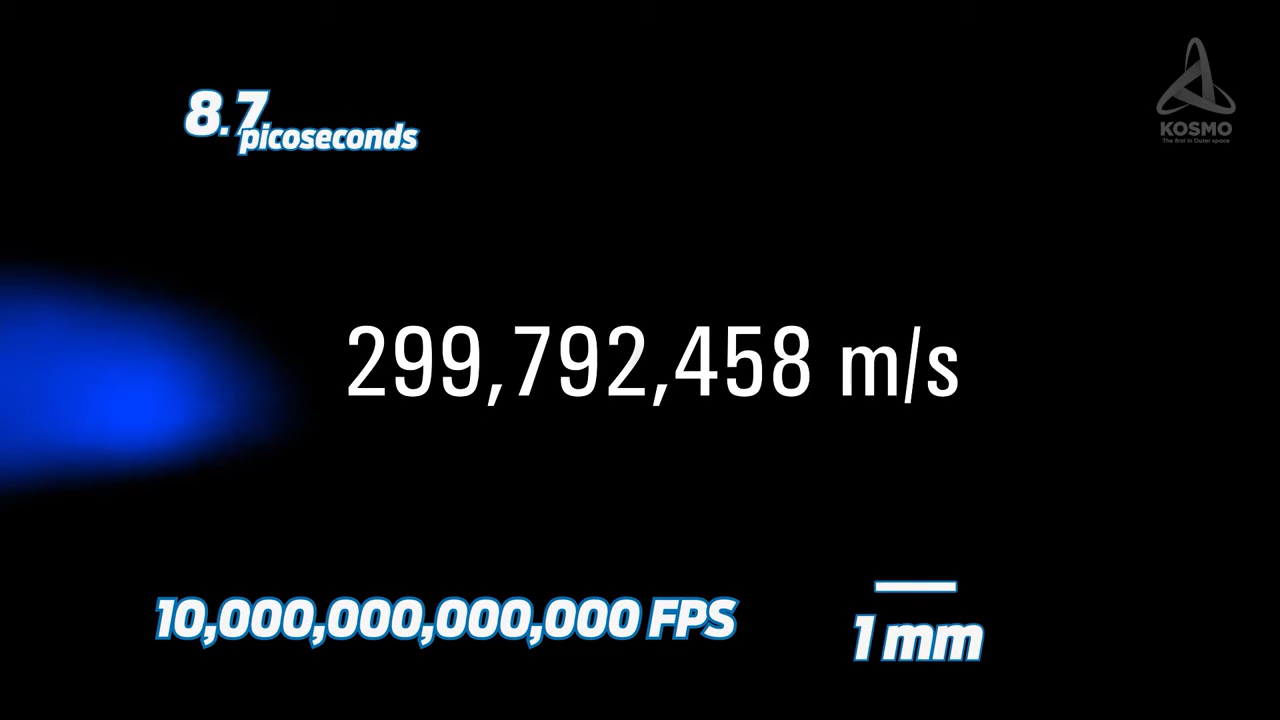 8.7
picoseconds
KOSMO
The first in Outer space
299,792,458 m/s
10,000,000,000,000 FPS
1 mm